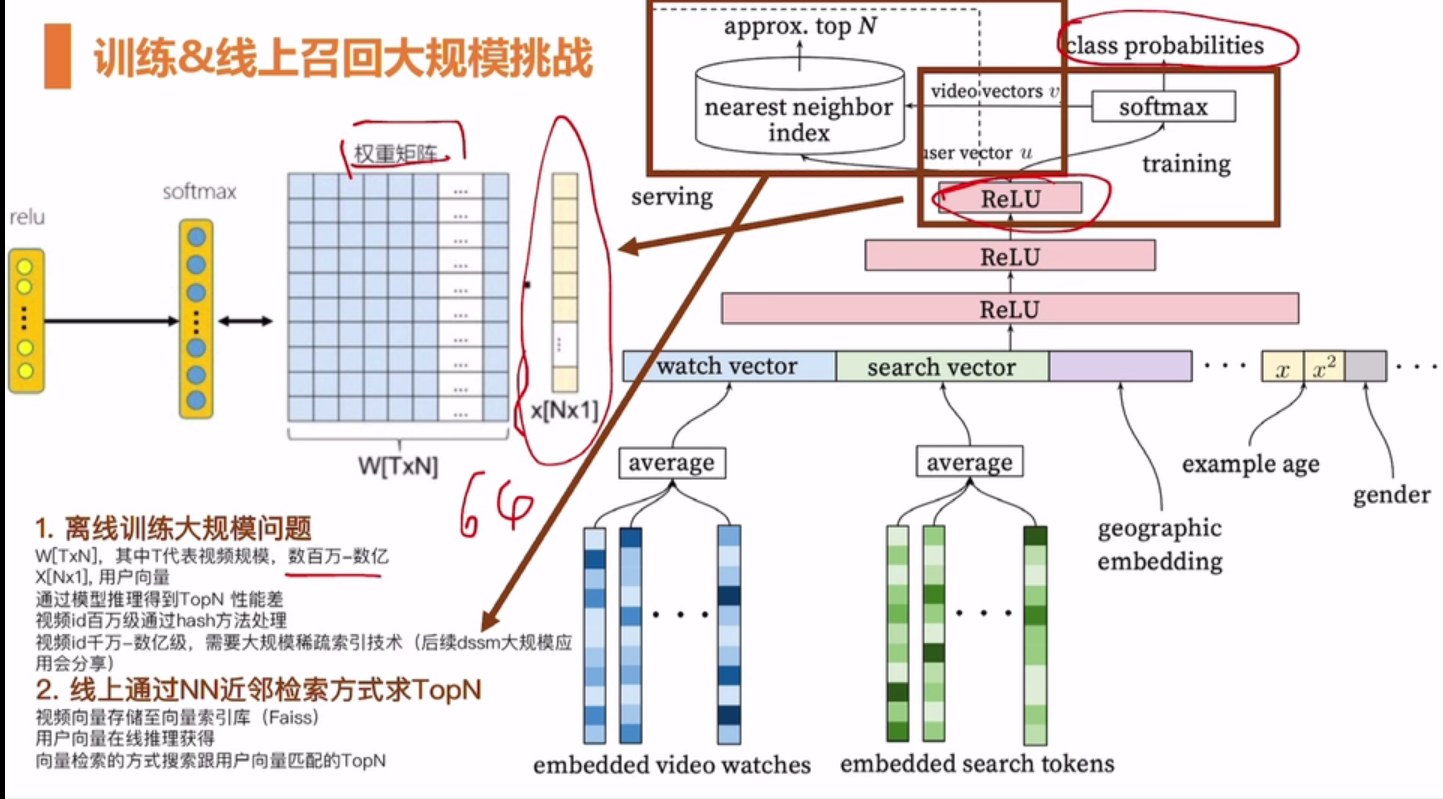 训练&线上召回大规模挑战
relu
softmax
权重矩阵
...
...
...
...
...
...
...
...
...
...
W[TxN]
x[Nx1]
64
1. 离线训练大规模问题
W[TxN]，其中T代表视频规模，数百万-数亿
X[Nx1], 用户向量
通过模型推理得到TopN 性能差
视频id百万级通过hash方法处理
视频id千万-数亿级，需要大规模稀疏索引技术（后续dssm大规模应
用会分享）
2. 线上通过NN近邻检索方式求TopN
视频向量存储至向量索引库（Faiss）
用户向量在线推理获得
向量检索的方式搜索跟用户向量匹配的TopN
approx. top N
class probabilities
nearest neighbor
index
video vectors v
softmax
user vector u
training
serving
ReLU
ReLU
ReLU
watch vector
search vector
...
x
x²
...
average
average
example age
gender
geographic
embedding
...
...
embedded video watches
embedded search tokens